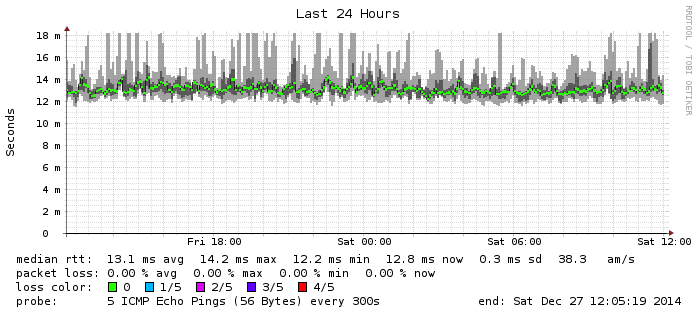 Last 24 Hours
RRDTOOL / TOBI OETIKER
Seconds
18 m
16 m
14 m
12 m
10 m
8 m
6 m
4 m
2 m
0
Fri 18:00 Sat 00:00 Sat 06:00 Sat 12:00
median rtt: 13.1 ms avg 14.2 ms max 12.2 ms min 12.8 ms now 0.3 ms sd 38.3 am/s
packet loss: 0.00 % avg 0.00 % max 0.00 % min 0.00 % now
loss color: 0 1/5 2/5 3/5 4/5
probe: 5 ICMP Echo Pings (56 Bytes) every 300s end: Sat Dec 27 12:05:19 2014